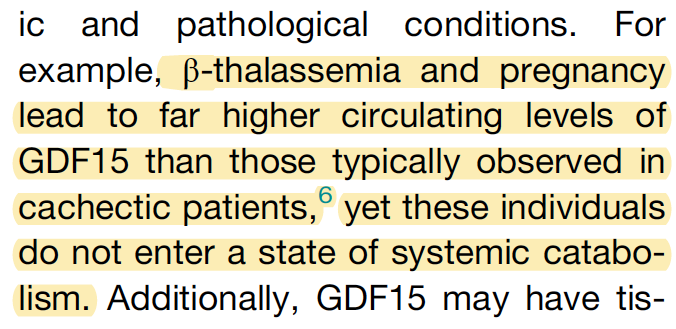 ic and pathological conditions. For
example, β-thalassemia and pregnancy
lead to far higher circulating levels of
GDF15 than those typically observed in
cachectic patients,6 yet these individuals
do not enter a state of systemic catabo-
lism. Additionally, GDF15 may have tis-